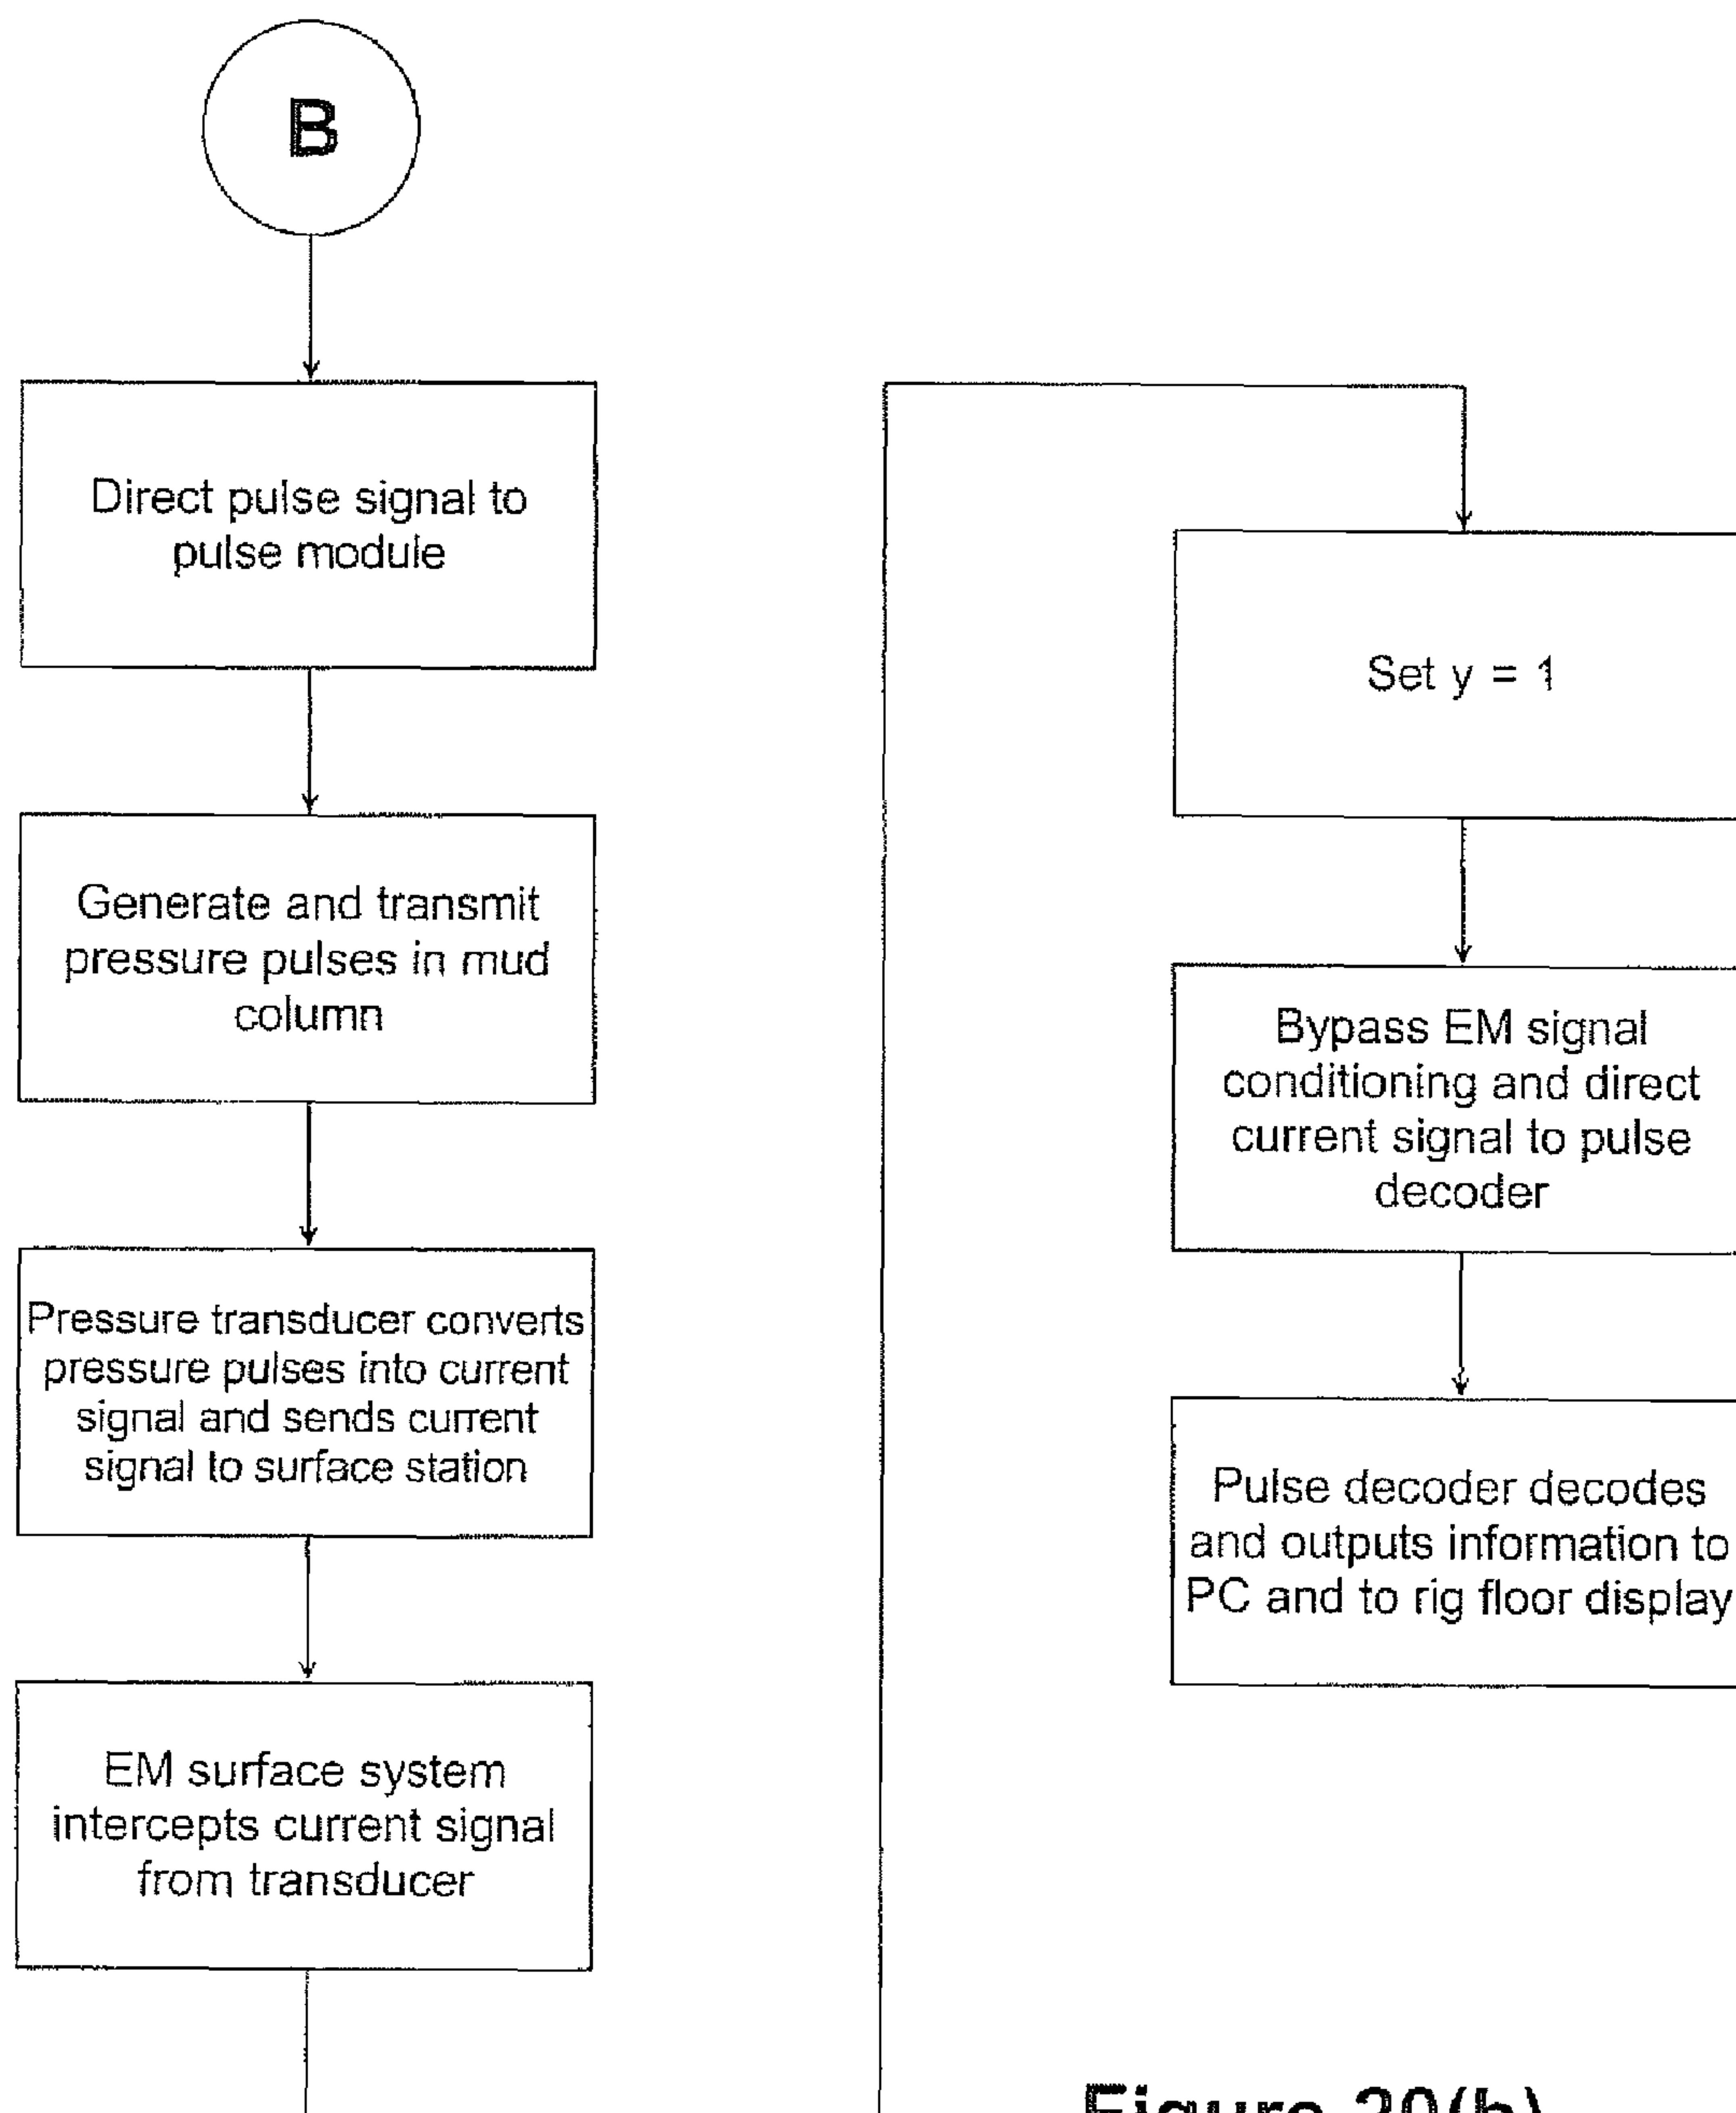 B
Direct pulse signal to
pulse module
Generate and transmit
pressure pulses in mud
column
Pressure transducer converts
pressure pulses into current
signal and sends current
signal to surface station
EM surface system
intercepts current signal
from transducer
Set y = 1
Bypass EM signal
conditioning and direct
current signal to pulse
decoder
Pulse decoder decodes
and outputs information to
PC and to rig floor display
Figure 20(b)